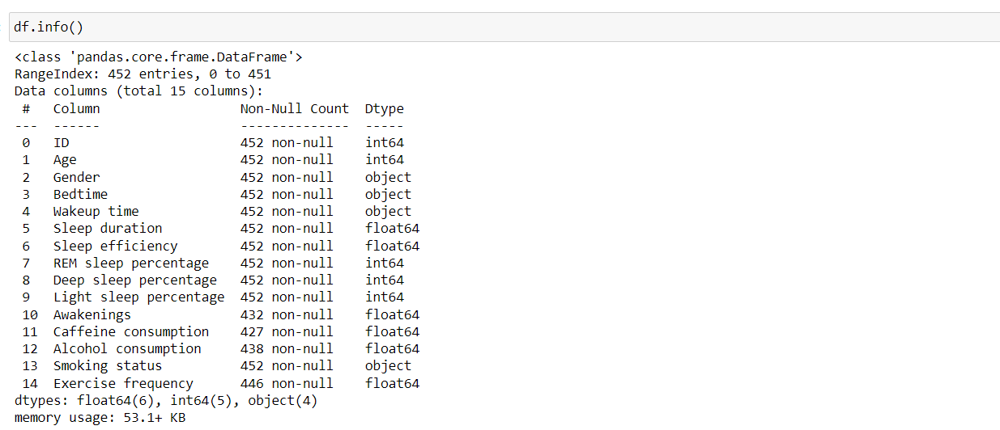 df.info()
<class 'pandas.core.frame.DataFrame'>
RangeIndex: 452 entries, 0 to 451
Data columns (total 15 columns):
 #   Column                  Non-Null Count  Dtype
---  ------                  --------------  -----
 0   ID                      452 non-null    int64
 1   Age                     452 non-null    int64
 2   Gender                  452 non-null    object
 3   Bedtime                 452 non-null    object
 4   Wakeup time             452 non-null    object
 5   Sleep duration          452 non-null    float64
 6   Sleep efficiency        452 non-null    float64
 7   REM sleep percentage    452 non-null    int64
 8   Deep sleep percentage   452 non-null    int64
 9   Light sleep percentage  452 non-null    int64
 10  Awakenings              432 non-null    float64
 11  Caffeine consumption    427 non-null    float64
 12  Alcohol consumption     438 non-null    float64
 13  Smoking status          452 non-null    object
 14  Exercise frequency      446 non-null    float64
dtypes: float64(6), int64(5), object(4)
memory usage: 53.1+ KB